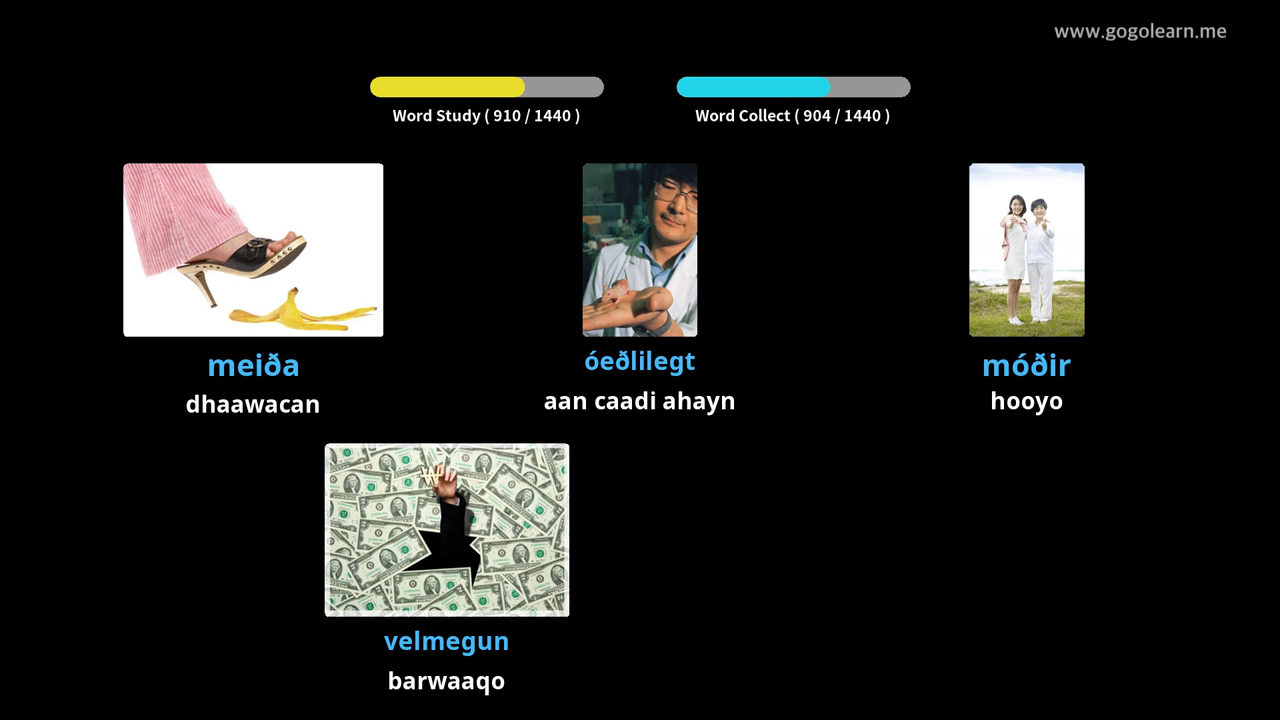 www.gogolearn.me
Word Study ( 910 / 1440 )
Word Collect ( 904 / 1440 )
meiða
dhaawacan
óeðlilegt
aan caadi ahayn
móðir
hooyo
velmegun
barwaaqo